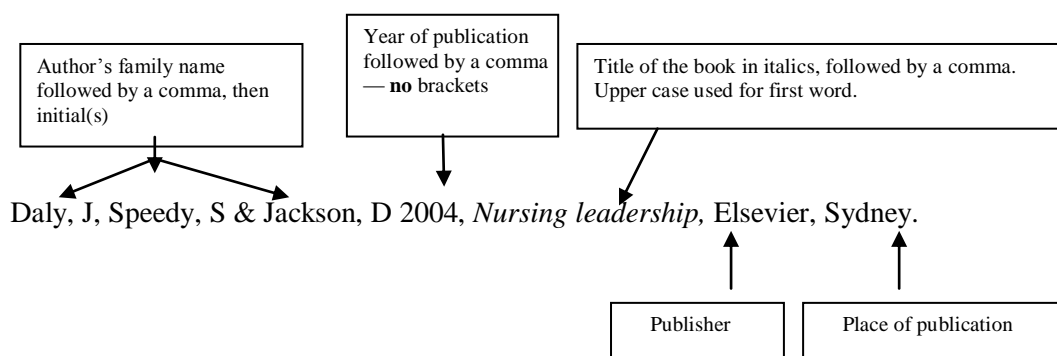 Author's family name
followed by a comma, then
initial(s)
Year of publication
followed by a comma
— no brackets
Title of the book in italics, followed by a comma.
Upper case used for first word.
Daly, J, Speedy, S & Jackson, D 2004, Nursing leadership, Elsevier, Sydney.
Publisher
Place of publication